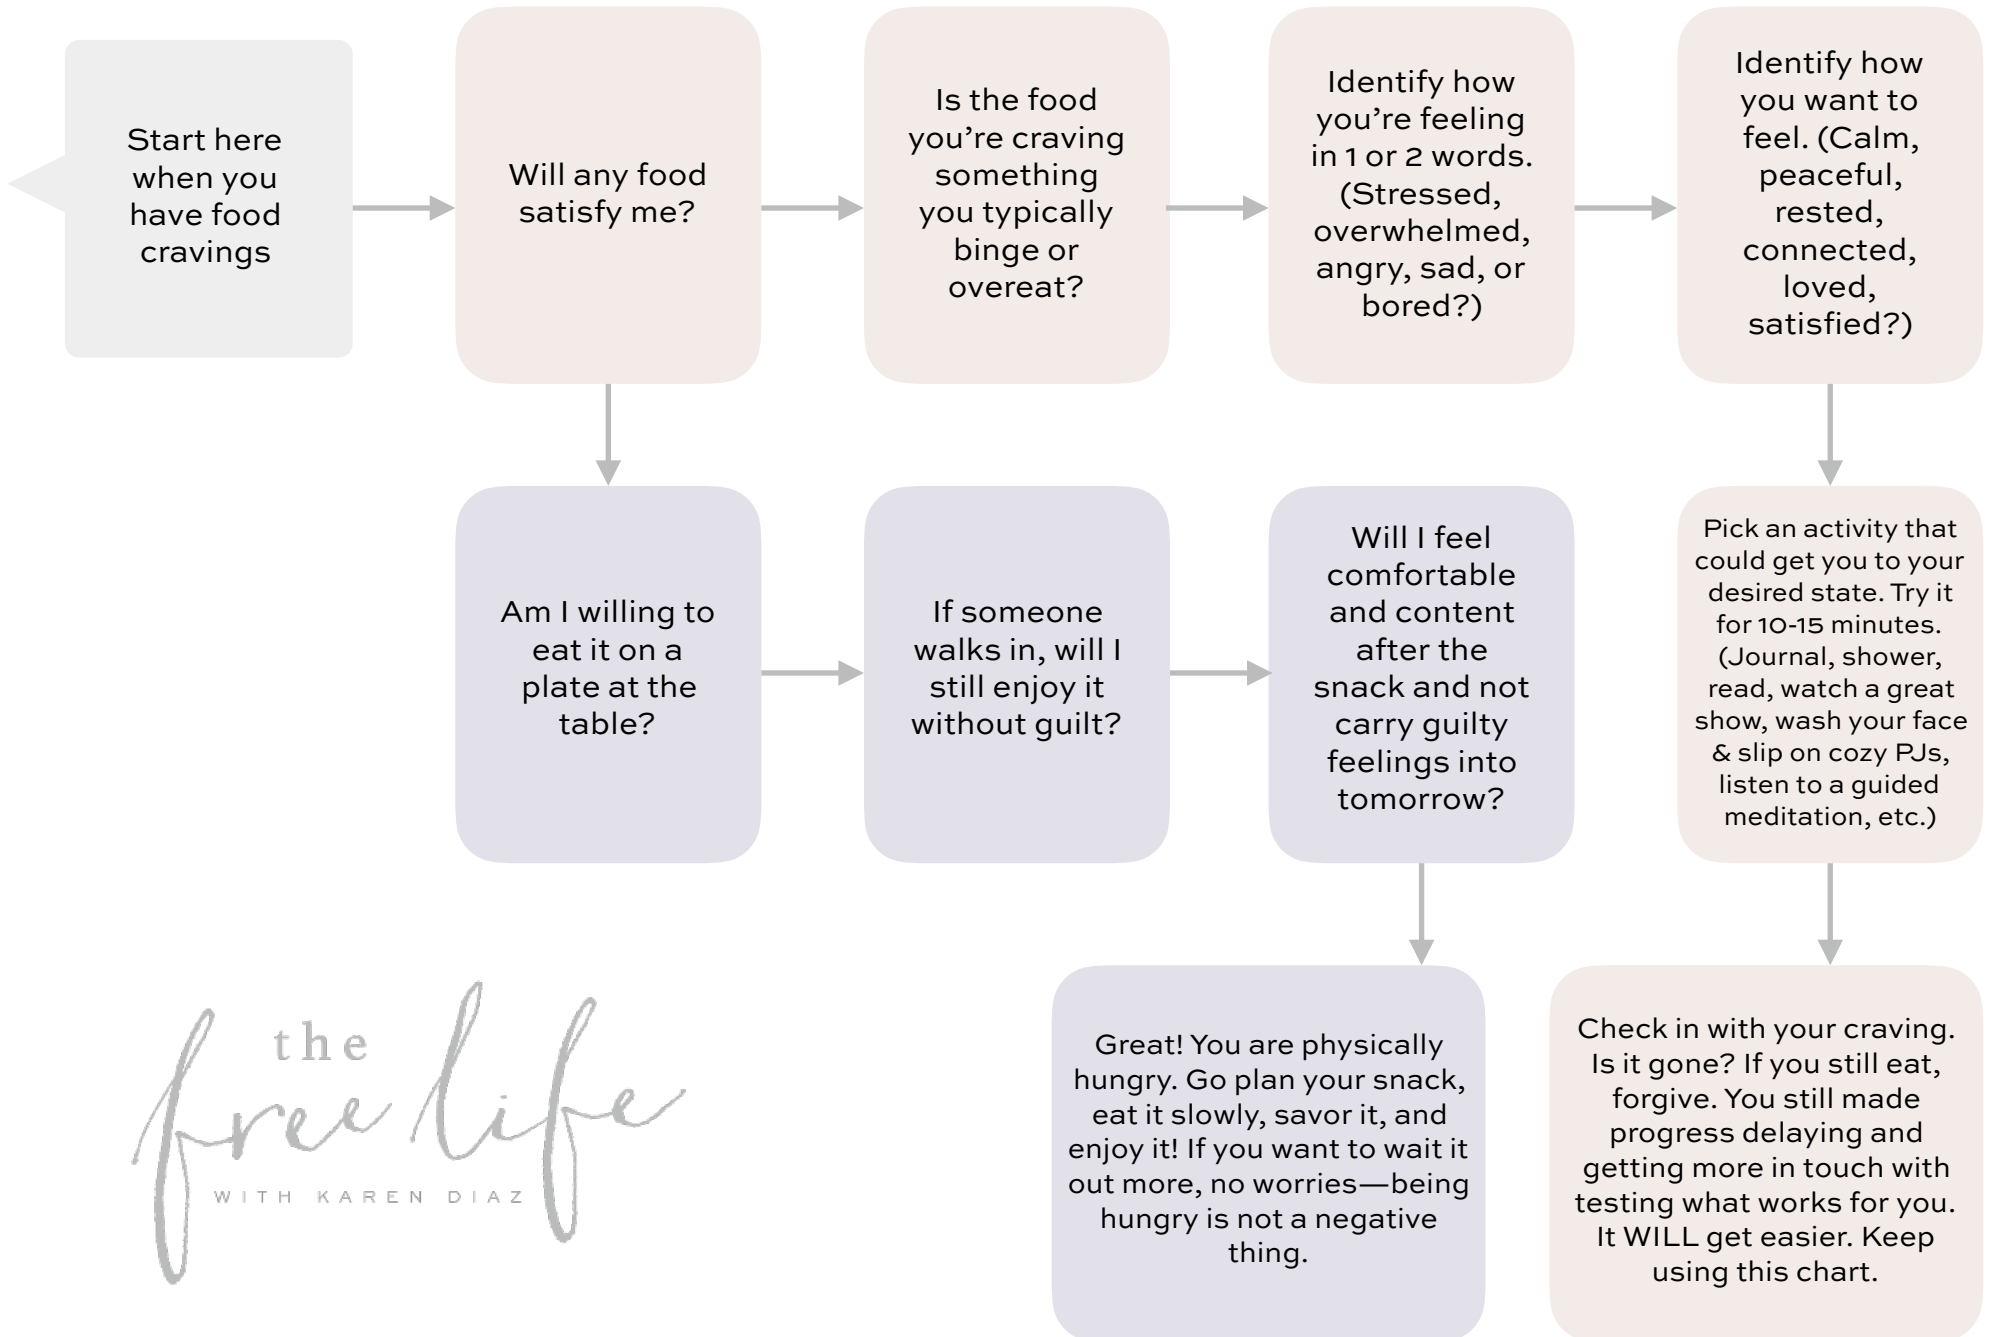 Start here
when you
have food
cravings
Will any food
satisfy me?
Is the food
you’re craving
something
you typically
binge or
overeat?
Identify how
you’re feeling
in 1 or 2 words.
(Stressed,
overwhelmed,
angry, sad, or
bored?)
Identify how
you want to
feel. (Calm,
peaceful,
rested,
connected,
loved,
satisfied?)
Am I willing to
eat it on a
plate at the
table?
If someone
walks in, will I
still enjoy it
without guilt?
Will I feel
comfortable
and content
after the
snack and not
carry guilty
feelings into
tomorrow?
Pick an activity that
could get you to your
desired state. Try it
for 10-15 minutes.
(Journal, shower,
read, watch a great
show, wash your face
& slip on cozy PJs,
listen to a guided
meditation, etc.)
Great! You are physically
hungry. Go plan your snack,
eat it slowly, savor it, and
enjoy it! If you want to wait it
out more, no worries—being
hungry is not a negative
thing.
Check in with your craving.
Is it gone? If you still eat,
forgive. You still made
progress delaying and
getting more in touch with
testing what works for you.
It WILL get easier. Keep
using this chart.
the
free life
WITH KAREN DIAZ